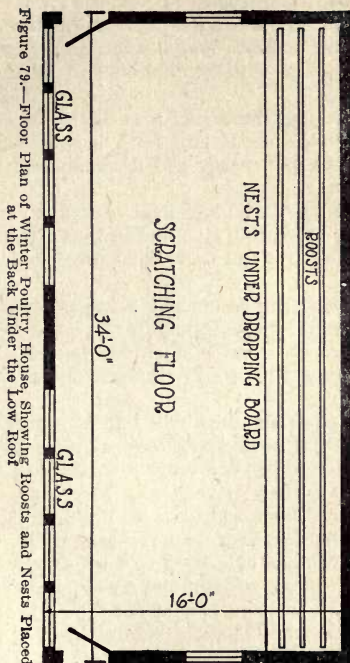 ROOSTS
NESTS UNDER DROPPING BOARD
SCRATCHING FLOOR
34'-0"
16'-0"
GLASS
GLASS
Figure 79.—Floor Plan of Winter Poultry House, Showing Roosts and Nests Placed
at the Back Under the Low Roof